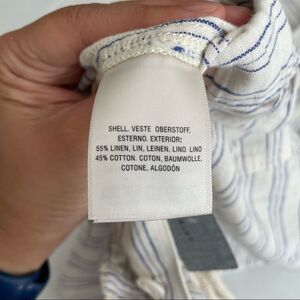 SHELL. VESTE OBERSTOFF.
ESTERNO. EXTERIOR:
55% LINEN, LIN, LEINEN, LINO. LINO
45% COTTON. COTON, BAUMWOLLE.
COTONE, ALGODÓN